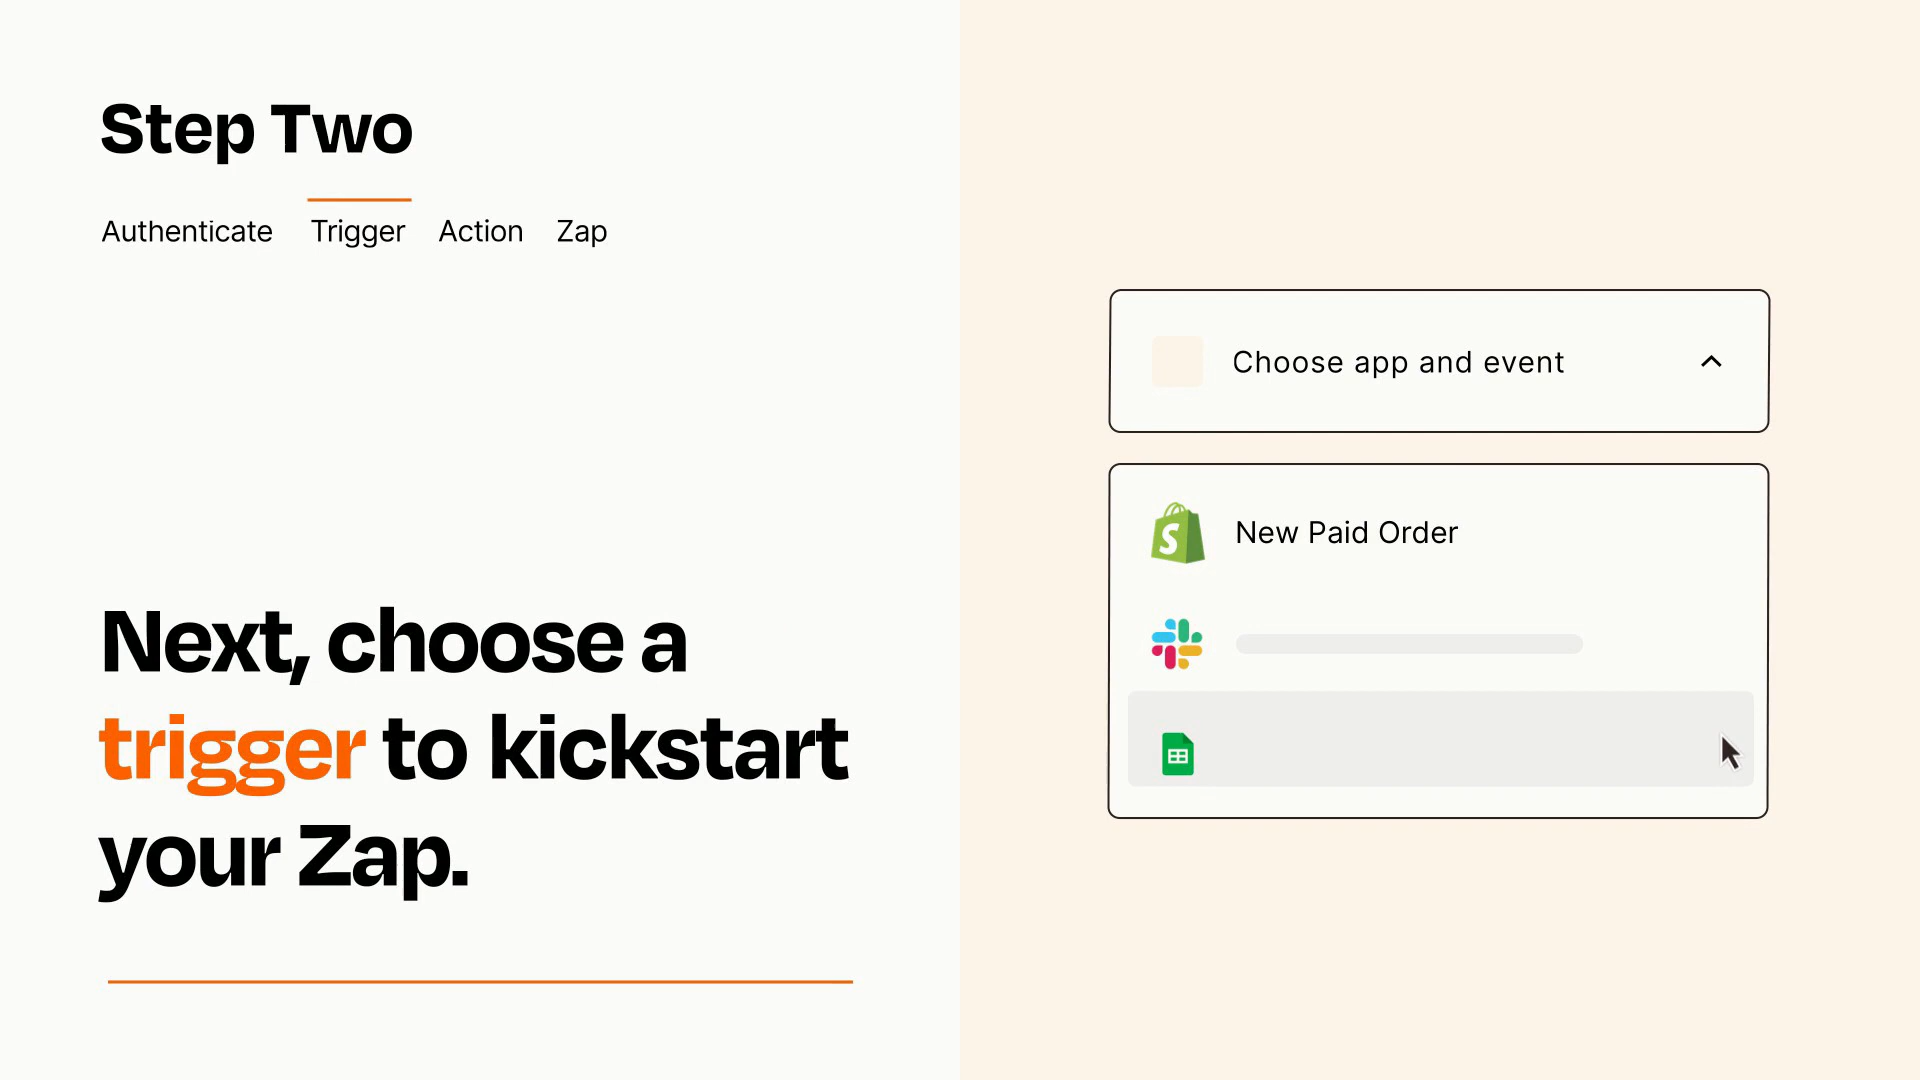 Step Two
Authenticate Trigger Action Zap
Next, choose a
trigger to kickstart
your Zap.
Choose app and event
New Paid Order